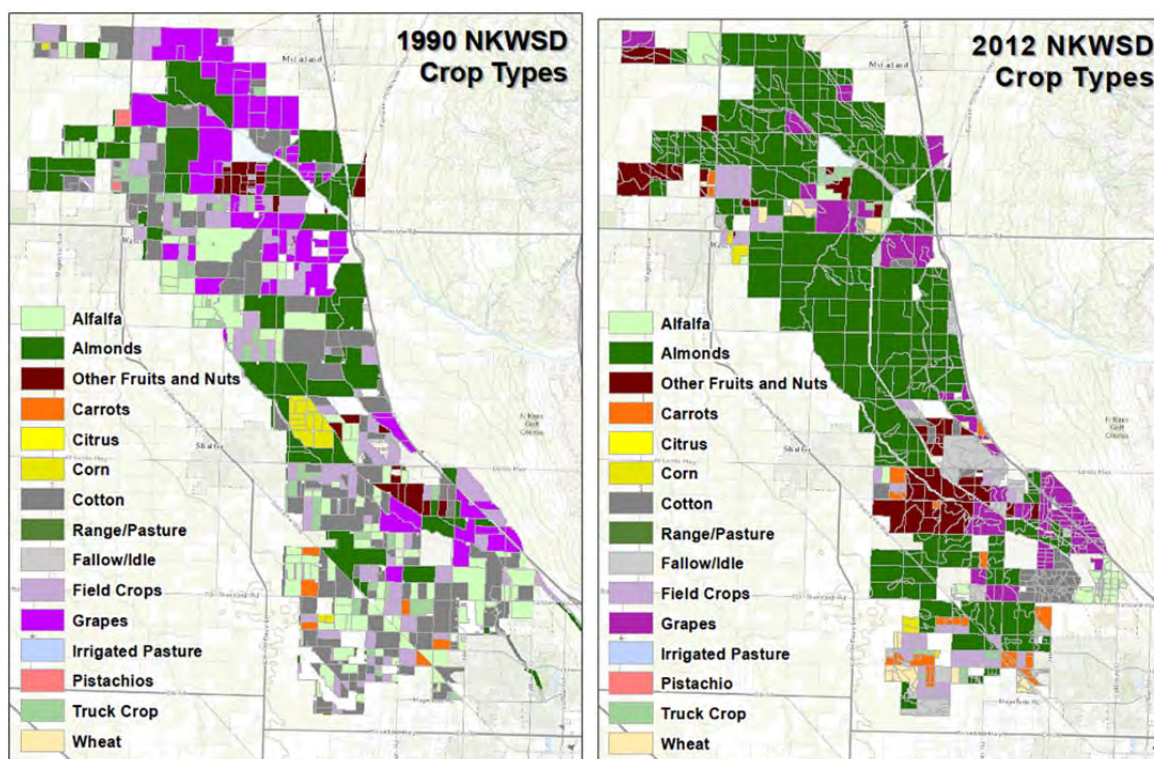 1990 NKWSD
Crop Types
McFarland
Alfalfa
Almonds
Other Fruits and Nuts
Carrots
Citrus
Corn
Cotton
Range/Pasture
Fallow/Idle
Field Crops
Grapes
Irrigated Pasture
Pistachios
Truck Crop
Wheat
2012 NKWSD
Crop Types
McFarland
Alfalfa
Almonds
Other Fruits and Nuts
Carrots
Citrus
Corn
Cotton
Range/Pasture
Fallow/Idle
Field Crops
Grapes
Irrigated Pasture
Pistachio
Truck Crop
Wheat